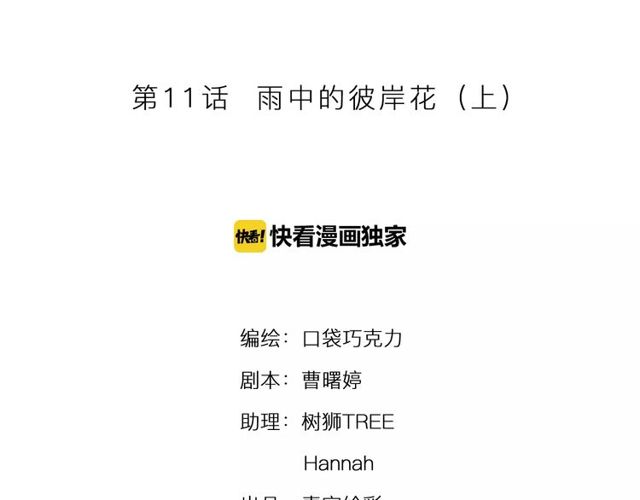 第11话 雨中的彼岸花（上）
快看! 快看漫画独家
编绘：口袋巧克力
剧本：曹曙婷
助理：树狮TREE
Hannah